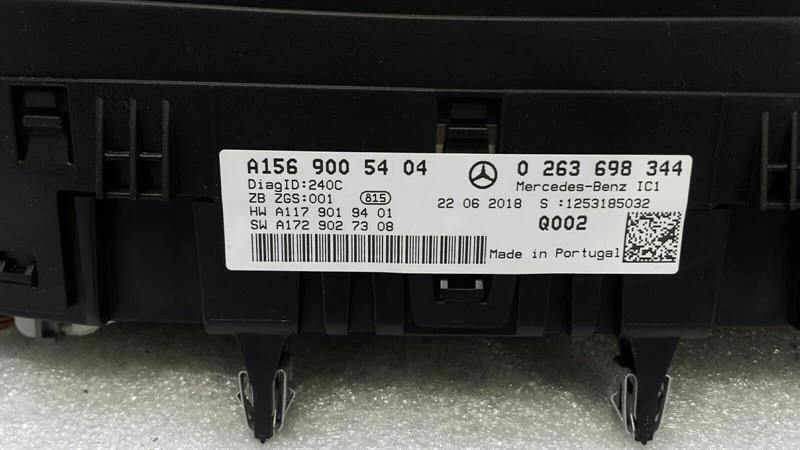 A156 900 54 04 0 263 698 344
DiagID:240C Mercedes-Benz IC1
ZB ZGS:001 815 22 06 2018 S :1253185032
HW A117 901 94 01 Q002
SW A172 902 73 08
Made in Portugal